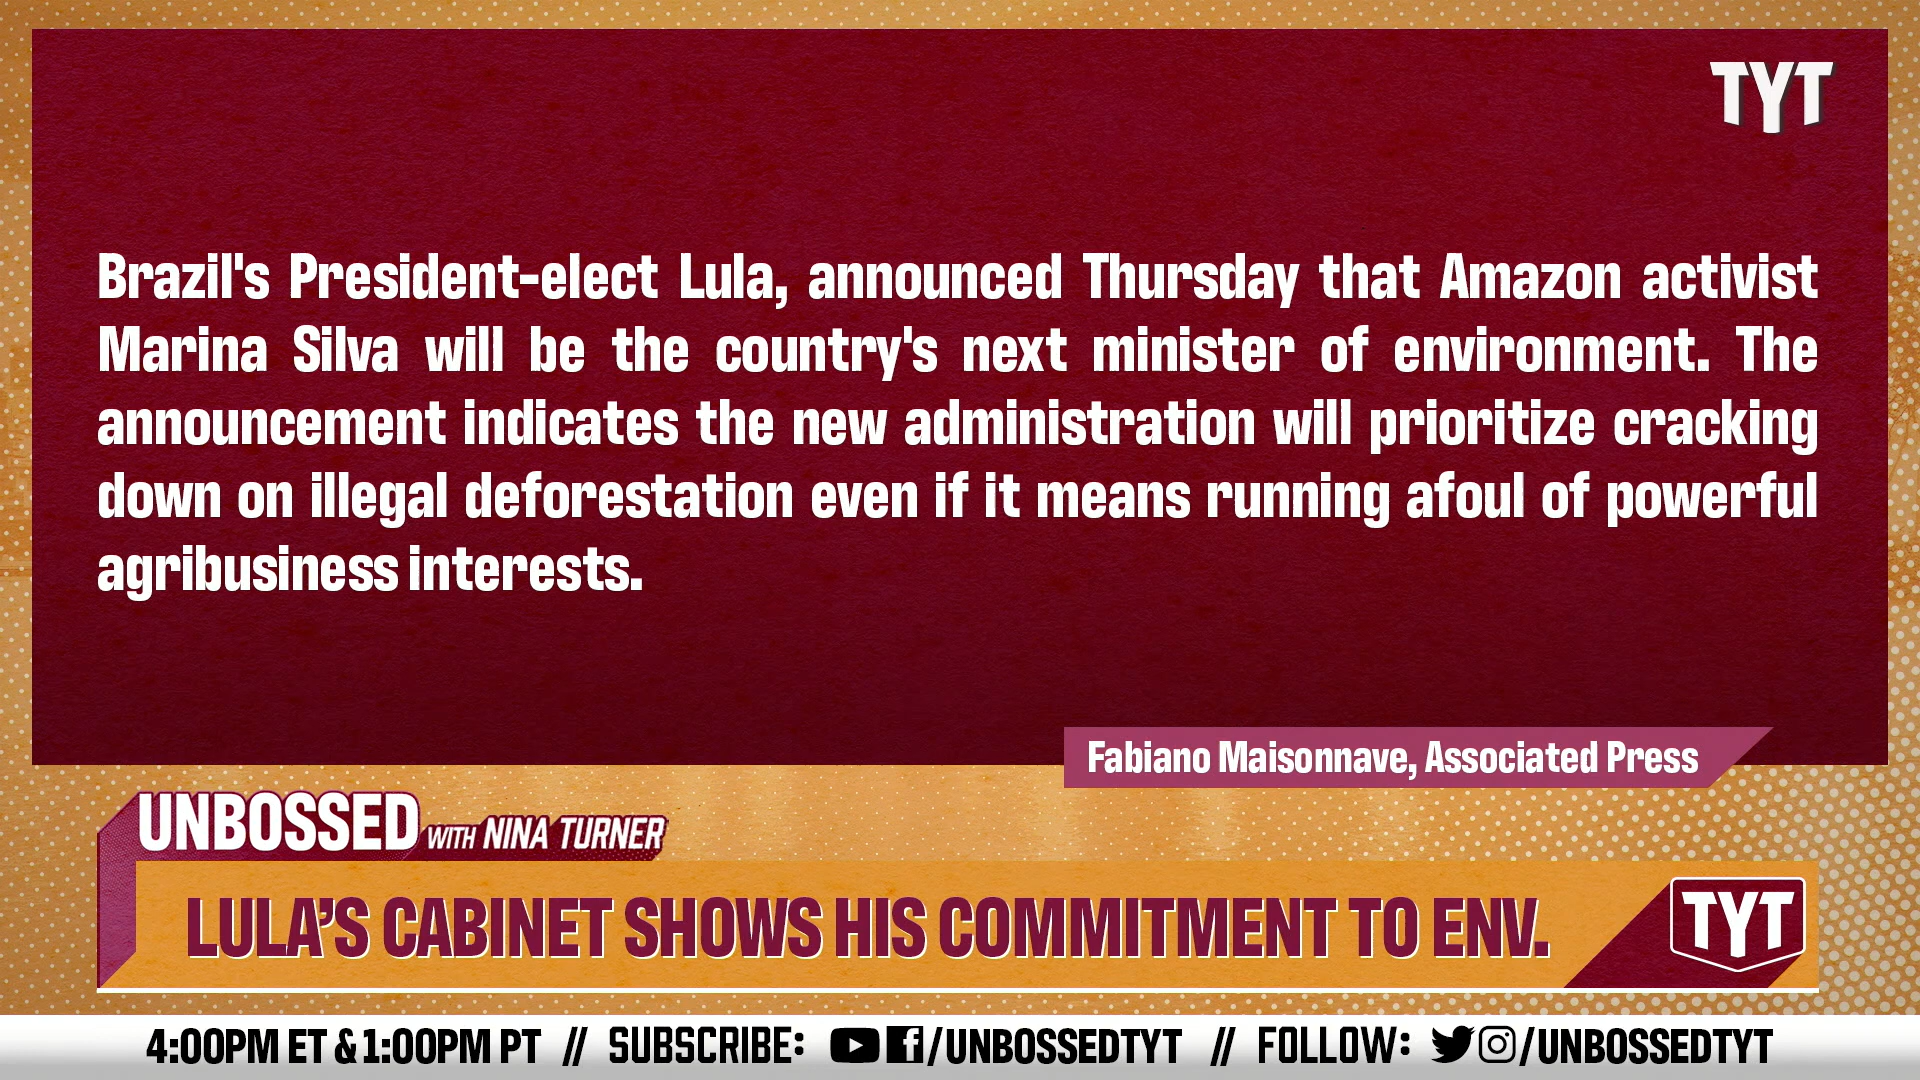 TYT
Brazil's President-elect Lula, announced Thursday that Amazon activist
Marina Silva will be the country's next minister of environment. The
announcement indicates the new administration will prioritize cracking
down on illegal deforestation even if it means running afoul of powerful
agribusiness interests.
Fabiano Maisonnave, Associated Press
UNBOSSED WITH NINA TURNER
LULA’S CABINET SHOWS HIS COMMITMENT TO ENV.
TYT
4:00PM ET & 1:00PM PT // SUBSCRIBE: /UNBOSSEDTYT // FOLLOW: /UNBOSSEDTYT